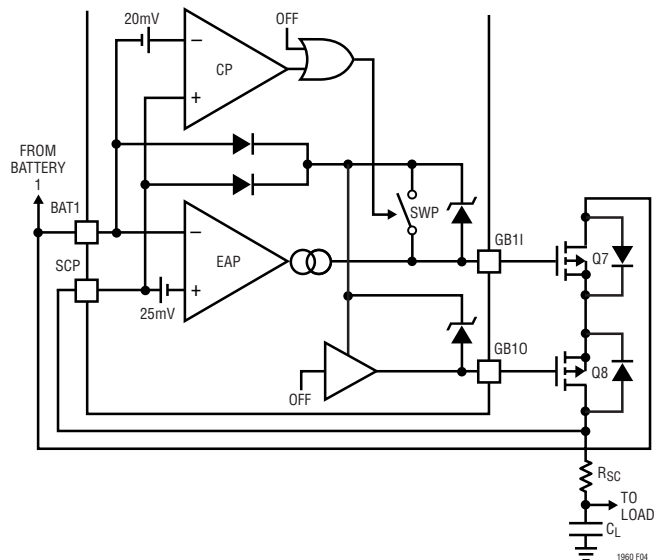 20mV
OFF
–
CP
+
FROM
BATTERY
1
BAT1
SWP
–
GB1I
Q7
SCP
EAP
+
25mV
GB1O
Q8
OFF
RSC
TO
LOAD
CL
1960 F04